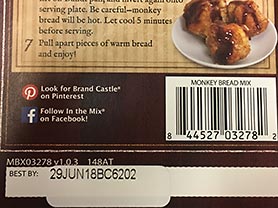 serving plate. Be careful–monkey
bread will be hot. Let cool 5 minutes
before serving.
7 Pull apart pieces of warm bread
and enjoy!
Look for Brand Castle®
on Pinterest
Follow In the Mix®
on Facebook!
MONKEY BREAD MIX
8 44527 03278 2
MBX03278 v1.0.3 148AT
BEST BY: 29JUN18BC6202